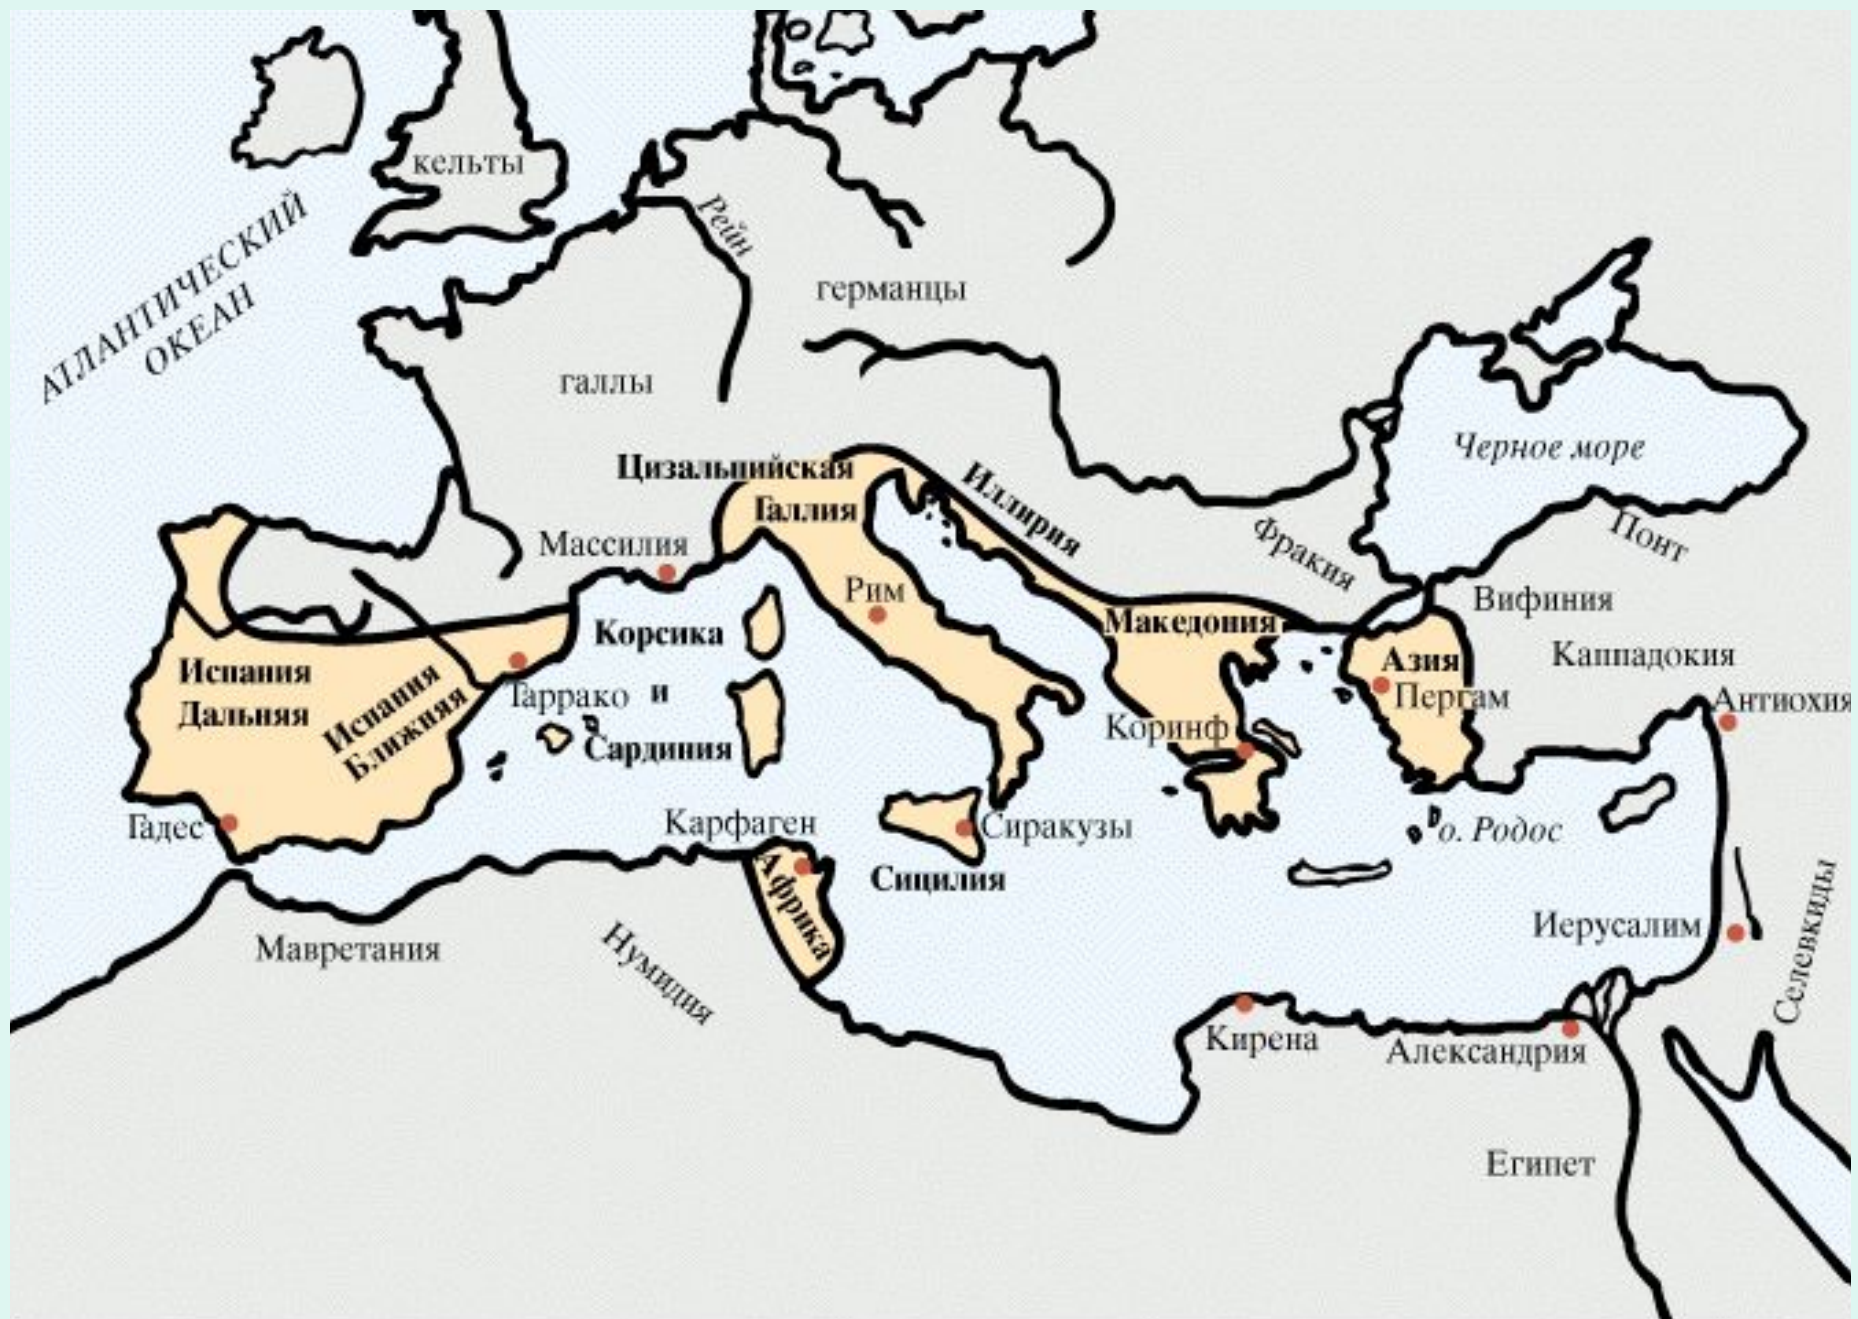 кельты
АТЛАНТИЧЕСКИЙ
ОКЕАН
Рейн
германцы
галлы
Черное море
Цизальпийская
Галлия
Иллирия
Массилия
Фракия
Понт
Рим
Вифиния
Корсика
и
Сардиния
Македония
Каппадокия
Азия
Пергам
Антиохия
Испания
Дальняя
Испания
Ближняя
Таррако
Коринф
Гадес
Карфаген
Сиракузы
о. Родос
Сицилия
Африка
Иерусалим
Селевкиды
Мавретания
Нумидия
Кирена
Александрия
Египет